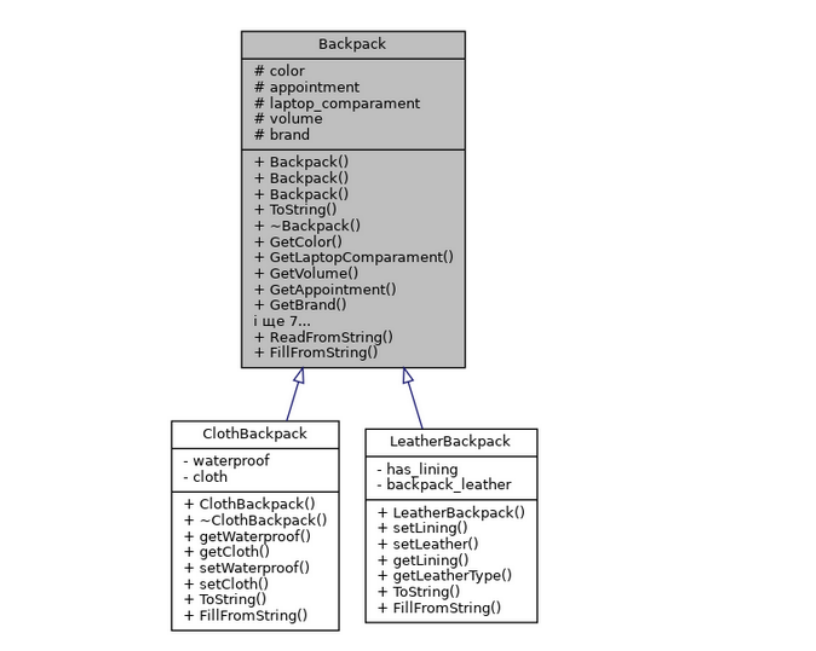 Backpack
# color
# appointment
# laptop_comparament
# volume
# brand
+ Backpack()
+ Backpack()
+ Backpack()
+ ToString()
+ ~Backpack()
+ GetColor()
+ GetLaptopComparament()
+ GetVolume()
+ GetAppointment()
+ GetBrand()
і ще 7...
+ ReadFromString()
+ FillFromString()
ClothBackpack
- waterproof
- cloth
+ ClothBackpack()
+ ~ClothBackpack()
+ getWaterproof()
+ getCloth()
+ setWaterproof()
+ setCloth()
+ ToString()
+ FillFromString()
LeatherBackpack
- has_lining
- backpack_leather
+ LeatherBackpack()
+ setLining()
+ setLeather()
+ getLining()
+ getLeatherType()
+ ToString()
+ FillFromString()